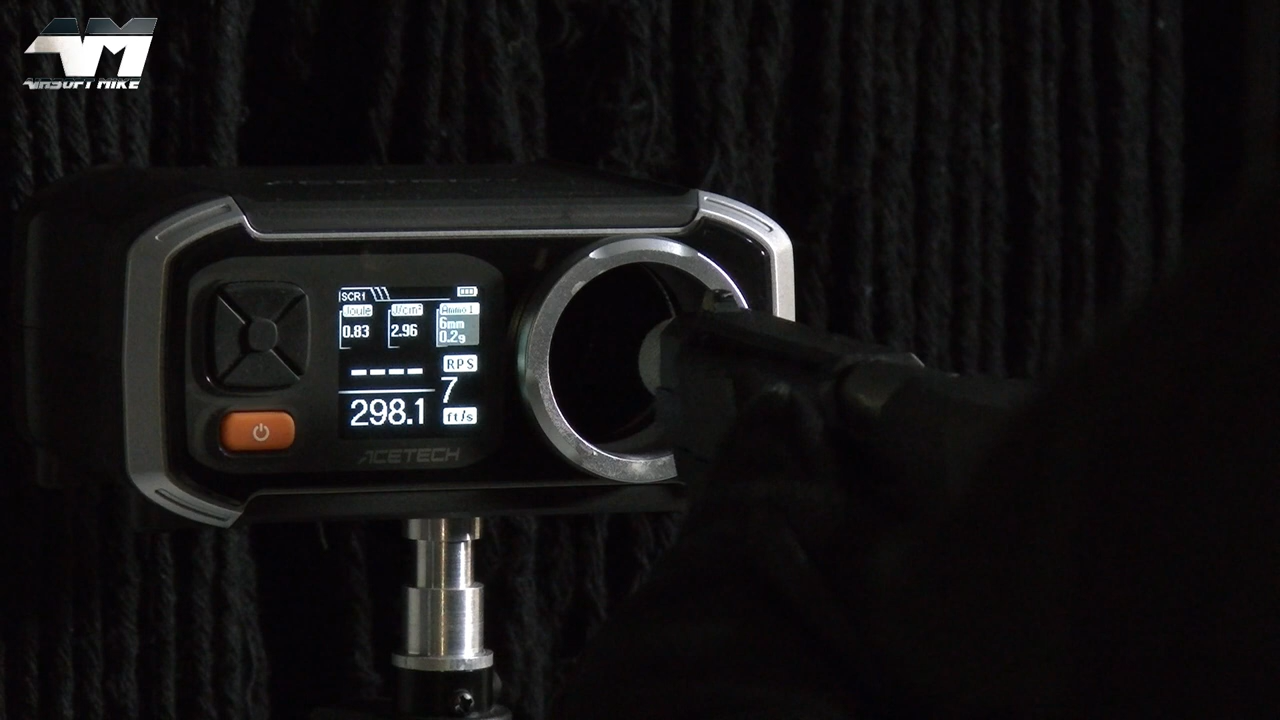 AM
AIRSOFT MIKE
SCR1
Joule
0.83
J/cm²
2.96
Ammo 1
6mm
0.2g
----
RPS
7
298.1
ft/s
ACETECH